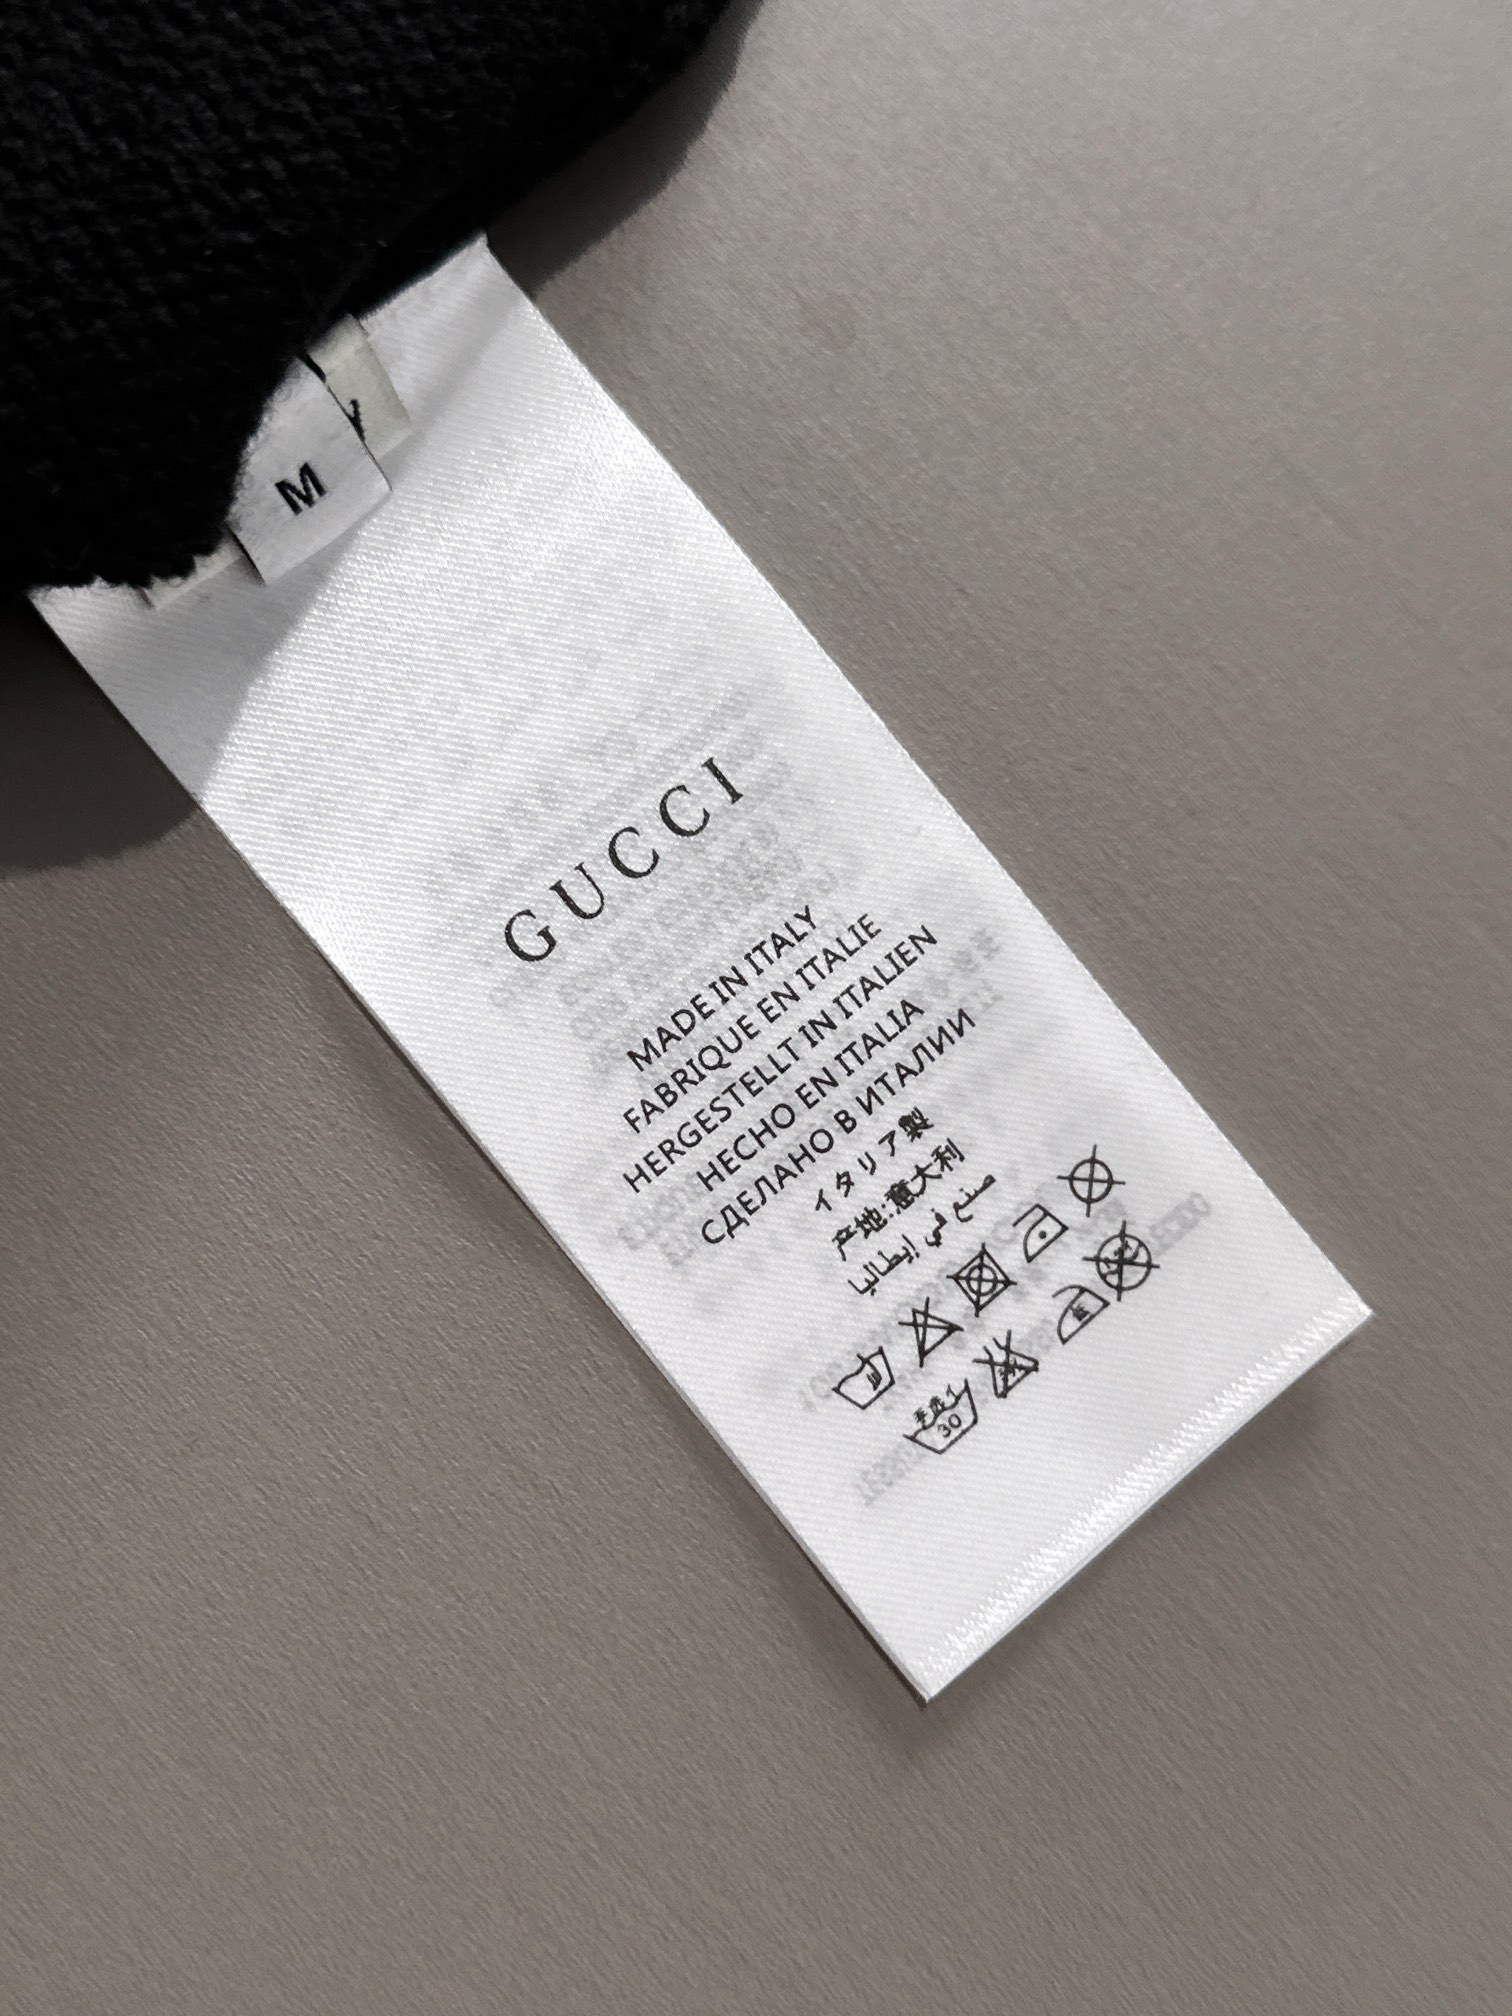 M
GUCCI
MADE IN ITALY
FABRIQUE EN ITALIE
HERGESTELLT IN ITALIEN
HECHO EN ITALIA
СДЕЛАНО В ИТАЛИИ
イタリア製
产地:意大利
صنع في إيطاليا
30